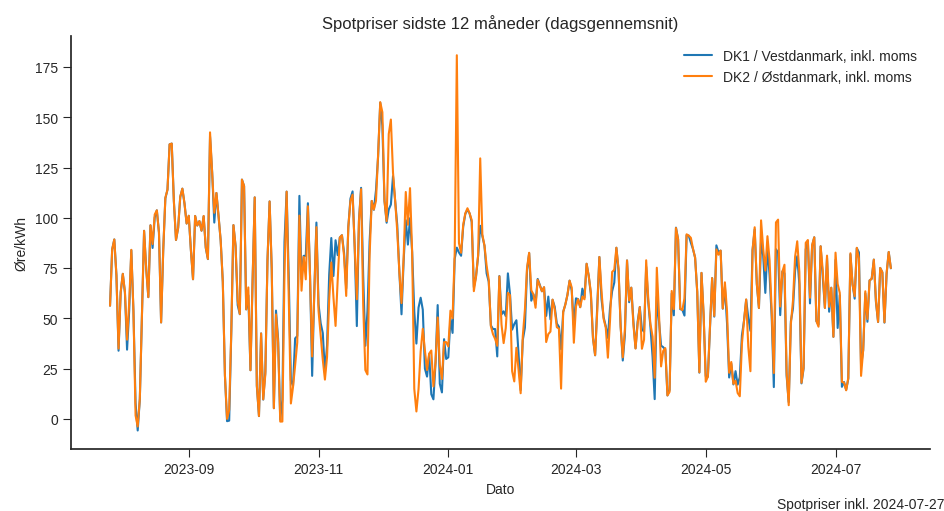 Spotpriser sidste 12 måneder (dagsgennemsnit)
DK1 / Vestdanmark, inkl. moms
DK2 / Østdanmark, inkl. moms
Øre/kWh
175
150
125
100
75
50
25
0
2023-09
2023-11
2024-01
2024-03
2024-05
2024-07
Dato
Spotpriser inkl. 2024-07-27